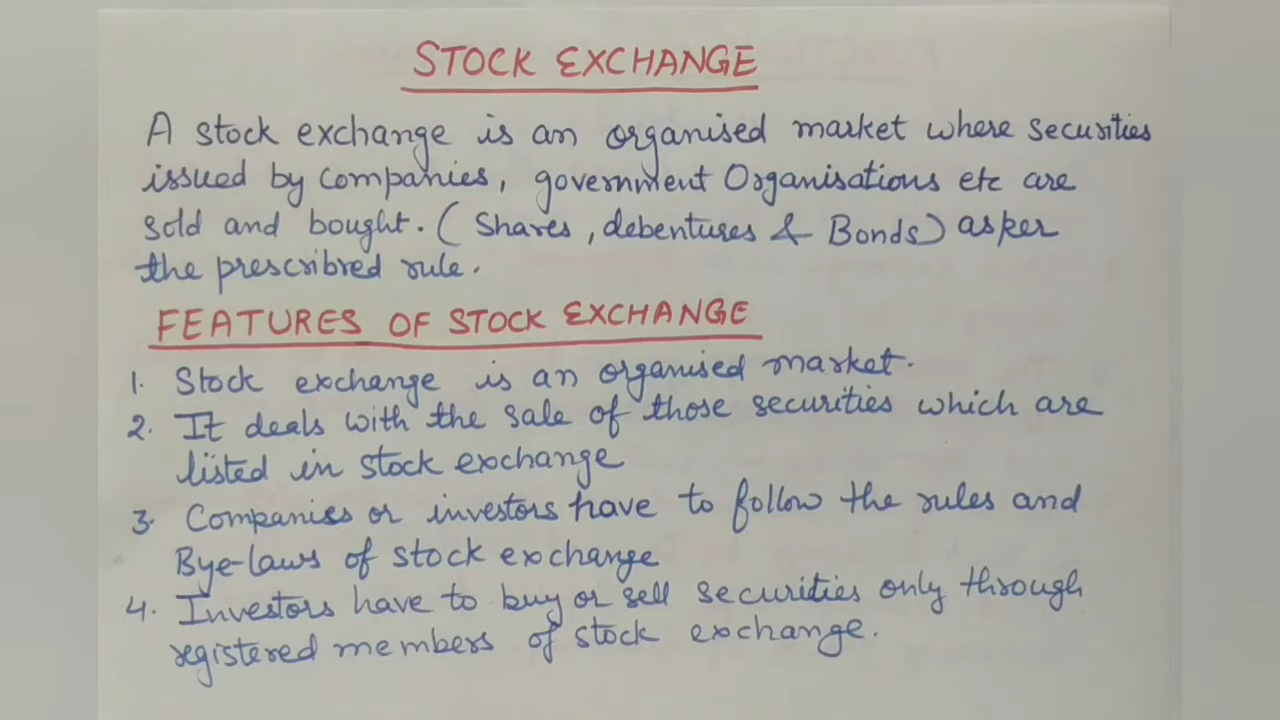 STOCK EXCHANGE
A stock exchange is an organised market where securities
issued by companies, government Organisations etc are
sold and bought. (Shares, debentures & Bonds) as per
the prescribred rule.
FEATURES OF STOCK EXCHANGE
1. Stock exchange is an organised market.
2. It deals with the sale of those securities which are
listed in stock exchange
3. Companies or investors have to follow the rules and
Bye-laws of stock exchange
4. Investors have to buy or sell securities only through
registered members of stock exchange.